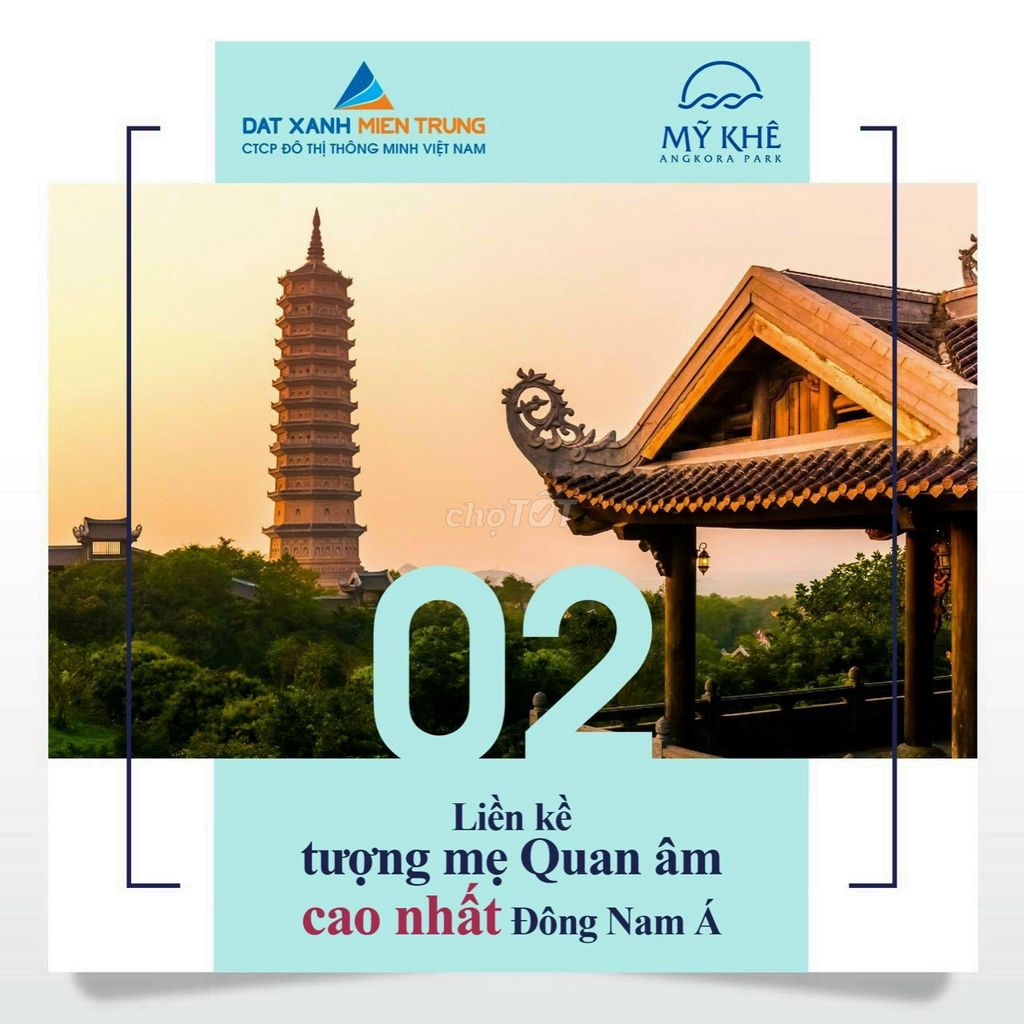 DAT XANH MIEN TRUNG
CTCP ĐÔ THỊ THÔNG MINH VIỆT NAM
MỸ KHÊ
ANGKORA PARK
chợTỐT
02
Liền kề
tượng mẹ Quan âm
cao nhất Đông Nam Á